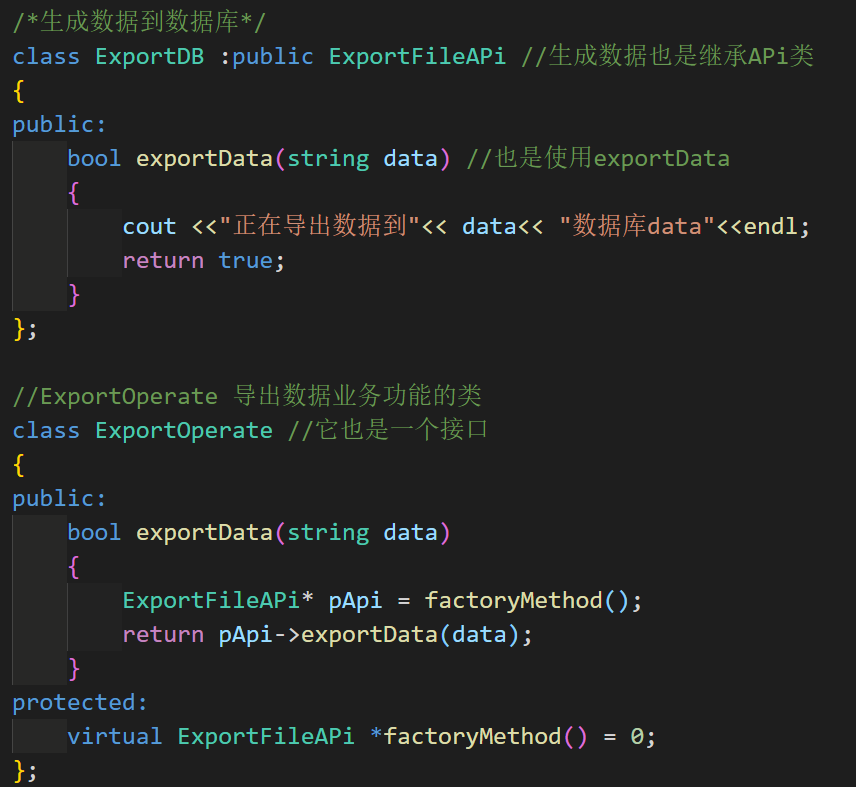 /*生成数据到数据库*/
class ExportDB :public ExportFileAPi //生成数据也是继承APi类
{
public:
    bool exportData(string data) //也是使用exportData
    {
        cout <<"正在导出数据到"<< data<< "数据库data"<<endl;
        return true;
    }
};

//ExportOperate 导出数据业务功能的类
class ExportOperate //它也是一个接口
{
public:
    bool exportData(string data)
    {
        ExportFileAPi* pApi = factoryMethod();
        return pApi->exportData(data);
    }
protected:
    virtual ExportFileAPi *factoryMethod() = 0;
};